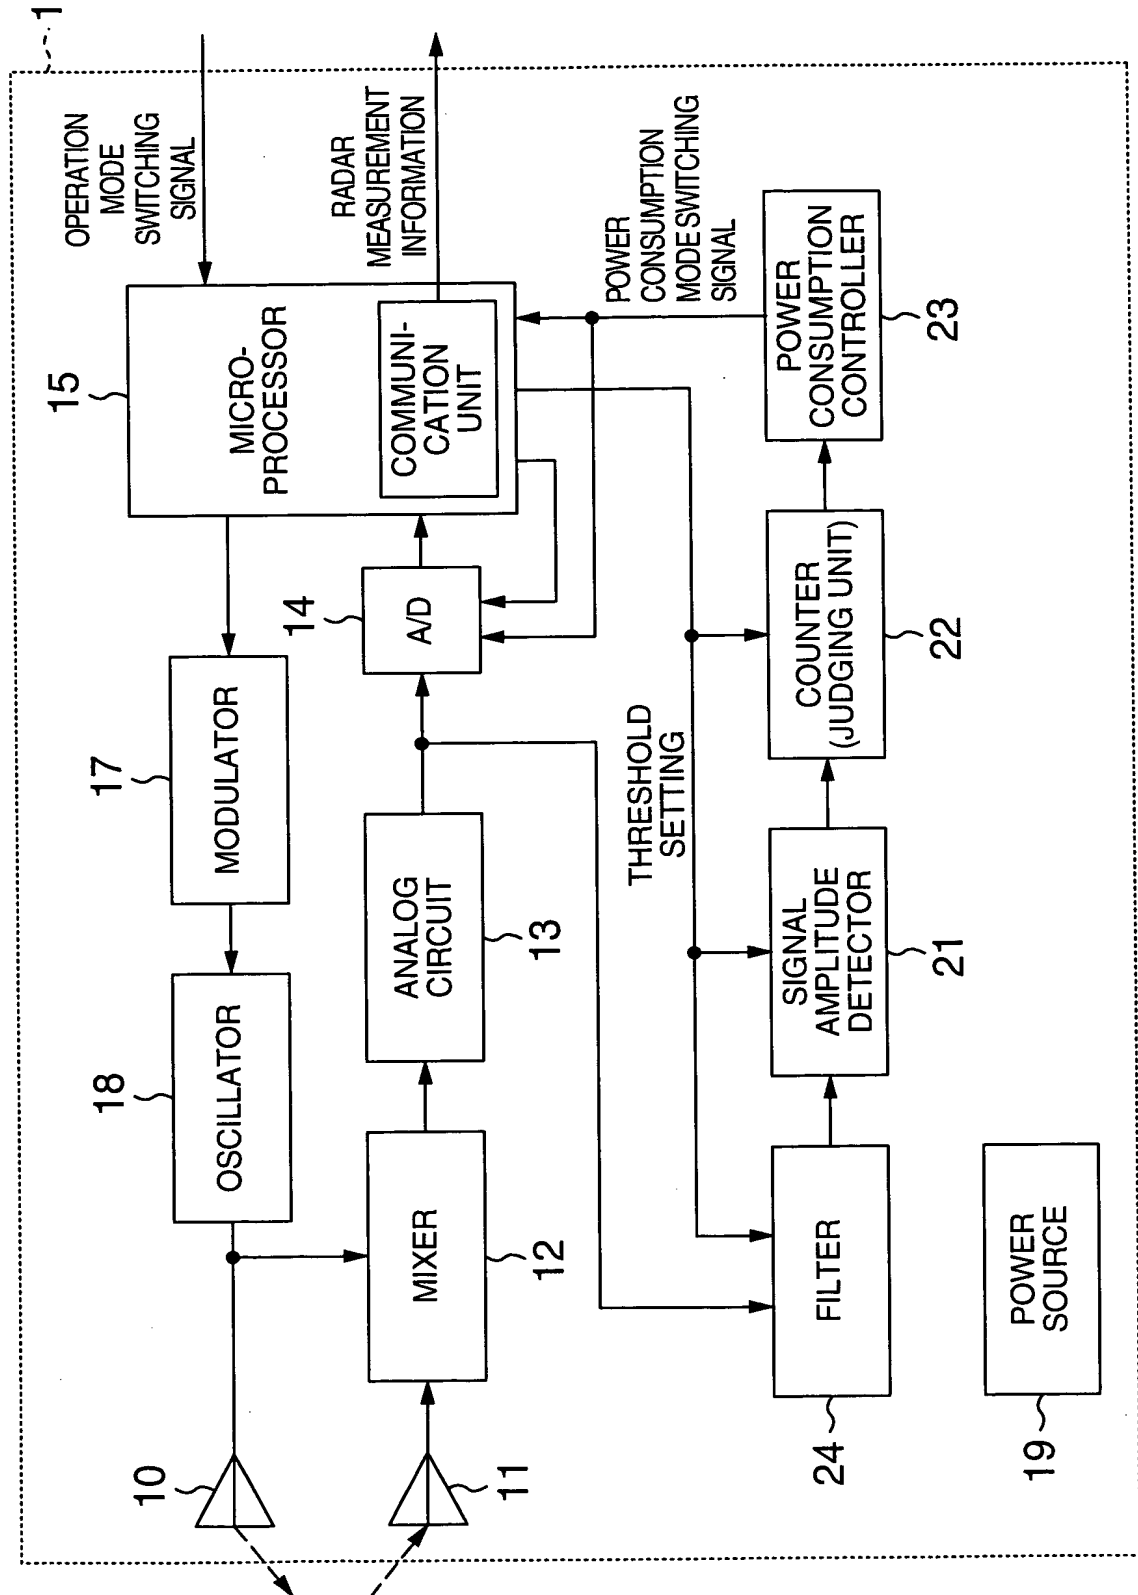 1
OPERATION
MODE
SWITCHING
SIGNAL
RADAR
MEASUREMENT
INFORMATION
15
MICRO-
PROCESSOR
COMMUNI-
CATION
UNIT
POWER
CONSUMPTION
MODE SWITCHING
SIGNAL
17
MODULATOR
18
OSCILLATOR
10
14
A/D
ANALOG
CIRCUIT
13
MIXER
12
11
THRESHOLD
SETTING
POWER
CONSUMPTION
CONTROLLER
23
COUNTER
(JUDGING UNIT)
22
SIGNAL
AMPLITUDE
DETECTOR
21
FILTER
24
POWER
SOURCE
19